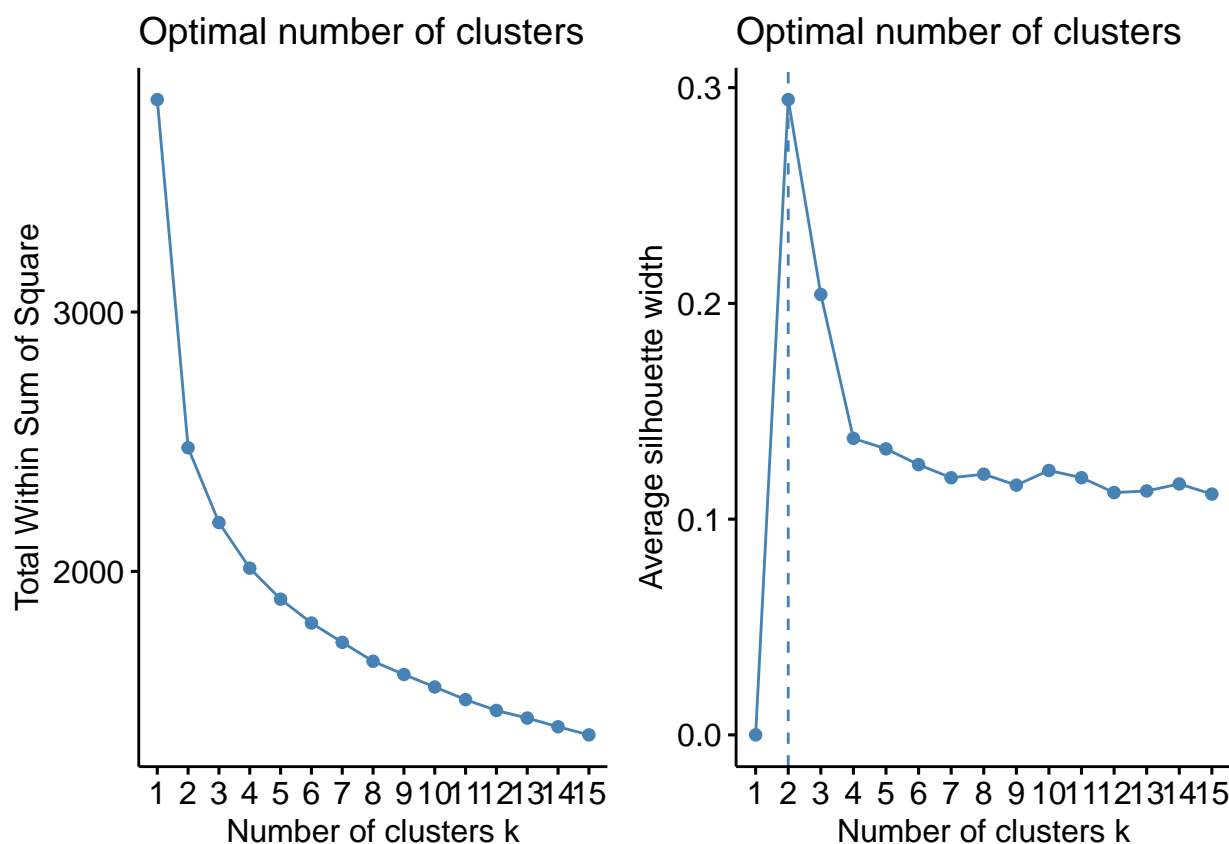 Optimal number of clusters
Total Within Sum of Square
3000
2000
1 2 3 4 5 6 7 8 9 10 11 12 13 14 15
Number of clusters k
Optimal number of clusters
Average silhouette width
0.3
0.2
0.1
0.0
1 2 3 4 5 6 7 8 9 10 11 12 13 14 15
Number of clusters k